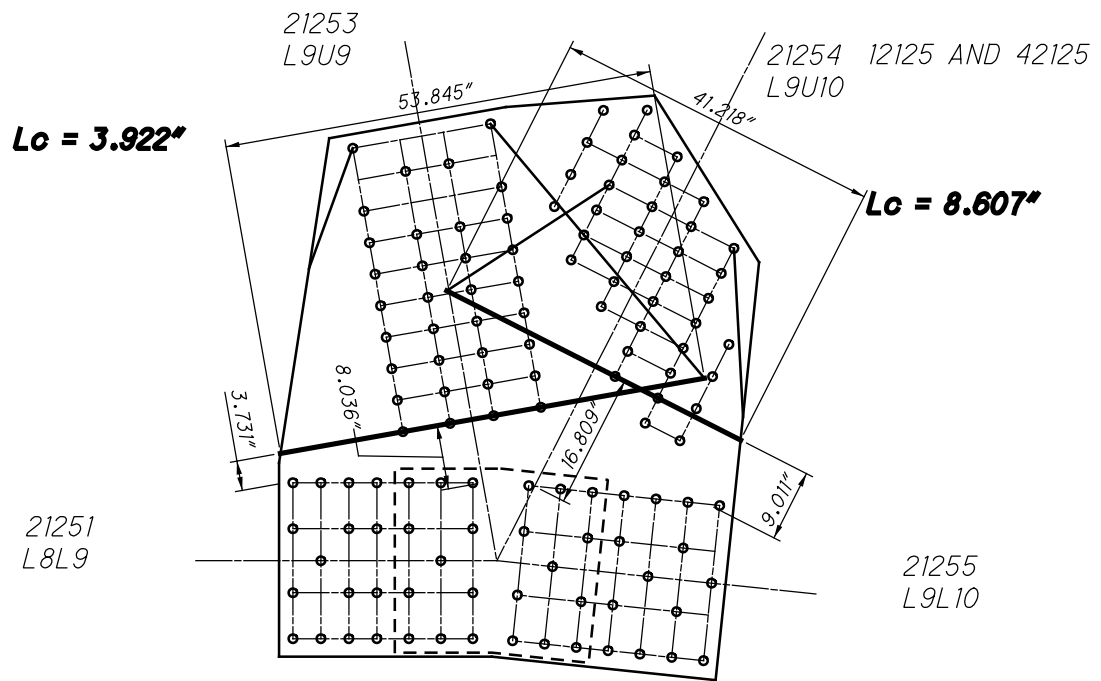 21253
L9U9
21254 12125 AND 42125
L9U10
53.845"
41.218"
Lc = 3.922"
Lc = 8.607"
3.731"
8.036"
16.809"
9.011"
21251
L8L9
21255
L9L10